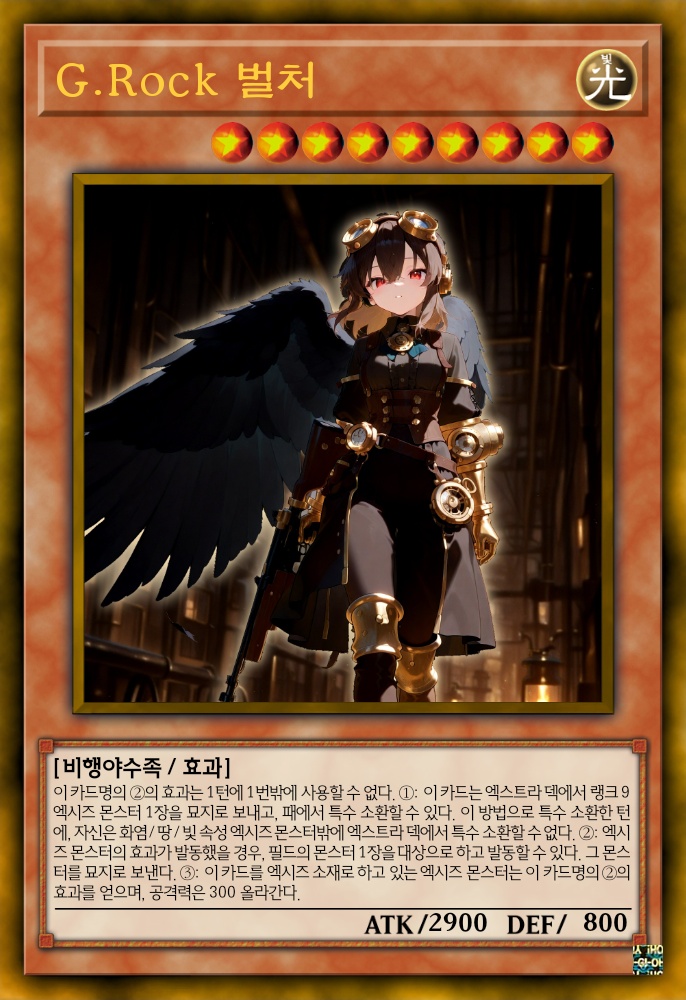 G.Rock 벌처
빛
光
[비행야수족 / 효과]
이 카드명의 ②의 효과는 1턴에 1번밖에 사용할 수 없다. ①: 이 카드는 엑스트라 덱에서 랭크 9
엑시즈 몬스터 1장을 묘지로 보내고, 패에서 특수 소환할 수 있다. 이 방법으로 특수 소환한 턴
에, 자신은 화염 / 땅 / 빛 속성 엑시즈 몬스터밖에 엑스트라 덱에서 특수 소환할 수 없다. ②: 엑시
즈 몬스터의 효과가 발동했을 경우, 필드의 몬스터 1장을 대상으로 하고 발동할 수 있다. 그 몬스
터를 묘지로 보낸다. ③: 이 카드를 엑시즈 소재로 하고 있는 엑시즈 몬스터는 이 카드명의 ②의
효과를 얻으며, 공격력은 300 올라간다.
ATK/2900 DEF/ 800